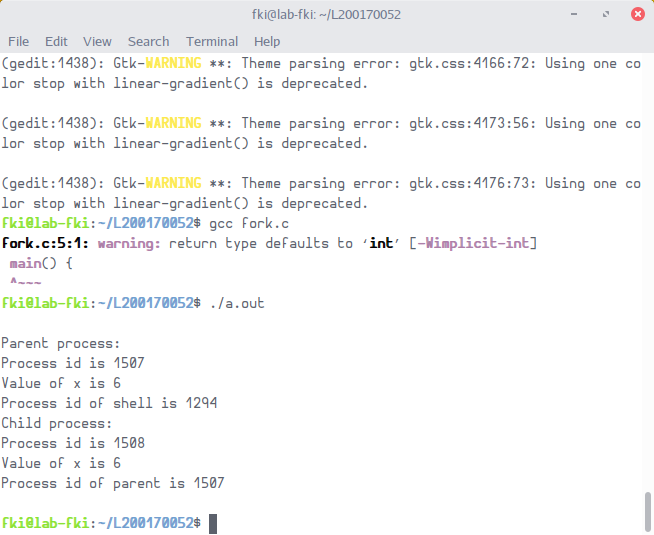 fki@lab-fki: ~/L200170052
File Edit View Search Terminal Help
(gedit:1438): Gtk-WARNING **: Theme parsing error: gtk.css:4166:72: Using one co
lor stop with linear-gradient() is deprecated.
(gedit:1438): Gtk-WARNING **: Theme parsing error: gtk.css:4173:56: Using one co
lor stop with linear-gradient() is deprecated.
(gedit:1438): Gtk-WARNING **: Theme parsing error: gtk.css:4176:73: Using one co
lor stop with linear-gradient() is deprecated.
fki@lab-fki:~/L200170052$ gcc fork.c
fork.c:5:1: warning: return type defaults to ‘int’ [-Wimplicit-int]
main() {
^~~~
fki@lab-fki:~/L200170052$ ./a.out
Parent process:
Process id is 1507
Value of x is 6
Process id of shell is 1294
Child process:
Process id is 1508
Value of x is 6
Process id of parent is 1507
fki@lab-fki:~/L200170052$